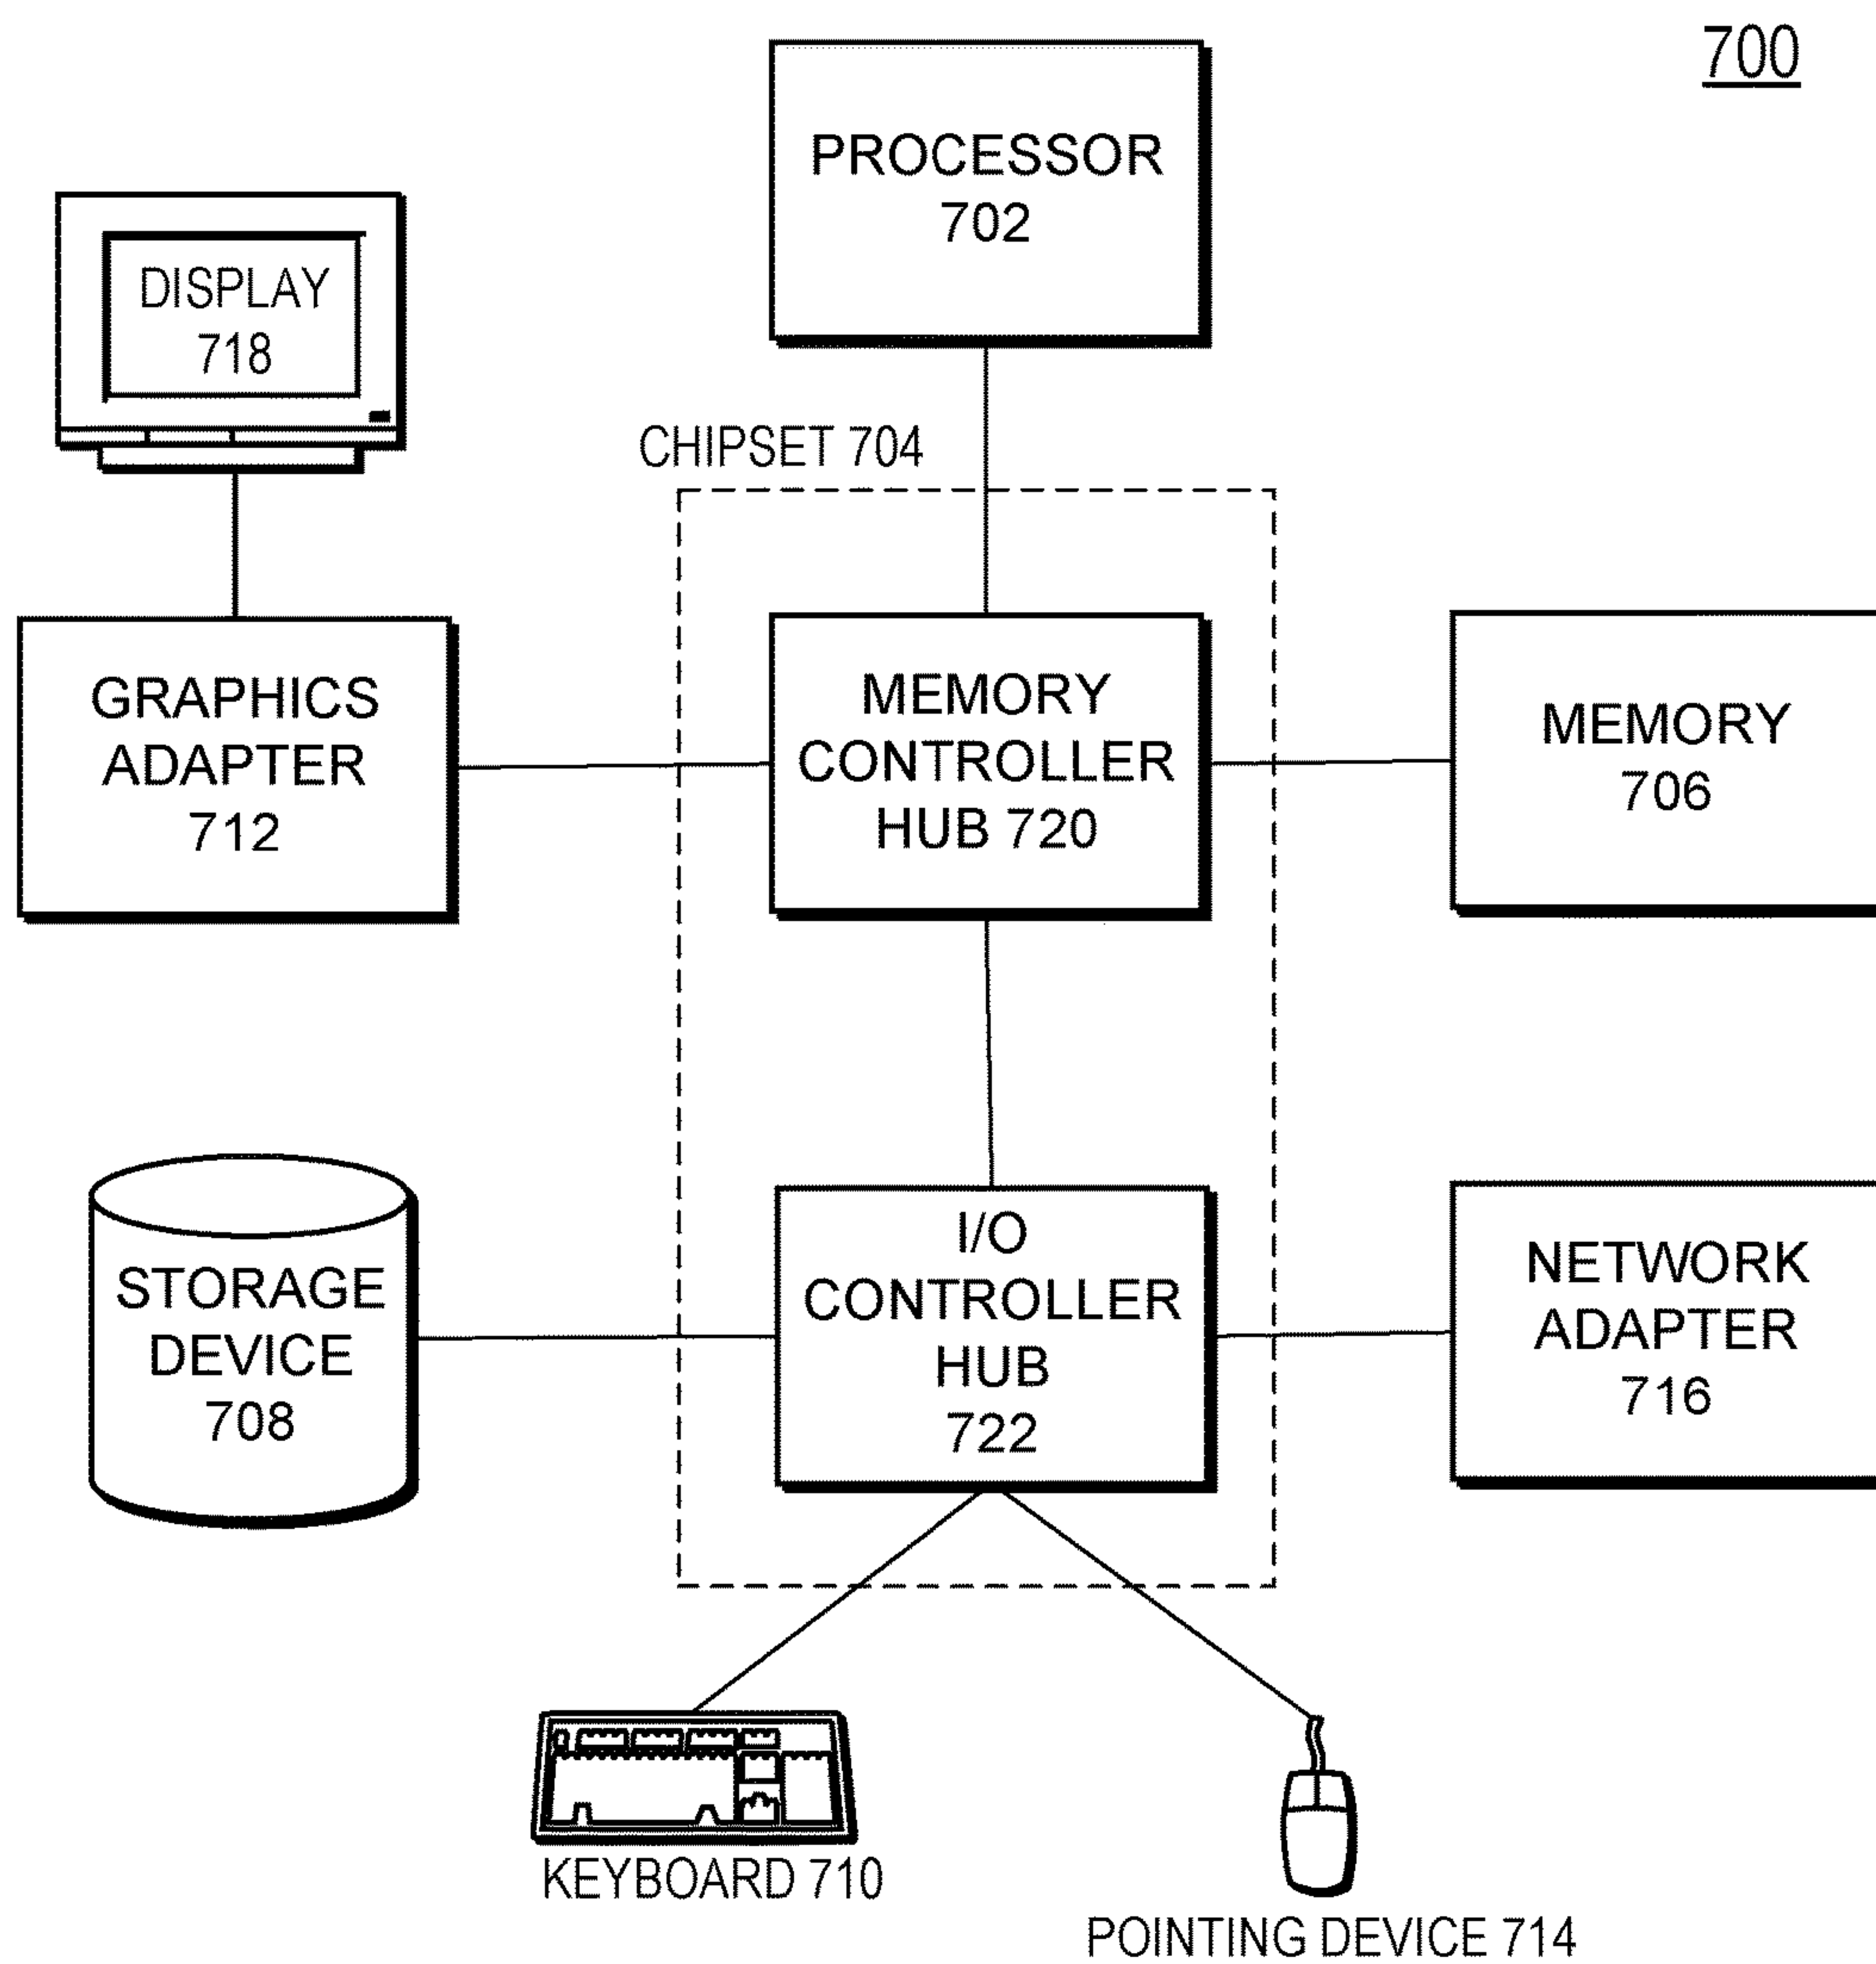 700
PROCESSOR
702
DISPLAY
718
CHIPSET 704
GRAPHICS
ADAPTER
712
MEMORY
CONTROLLER
HUB 720
MEMORY
706
STORAGE
DEVICE
708
I/O
CONTROLLER
HUB
722
NETWORK
ADAPTER
716
KEYBOARD 710
POINTING DEVICE 714